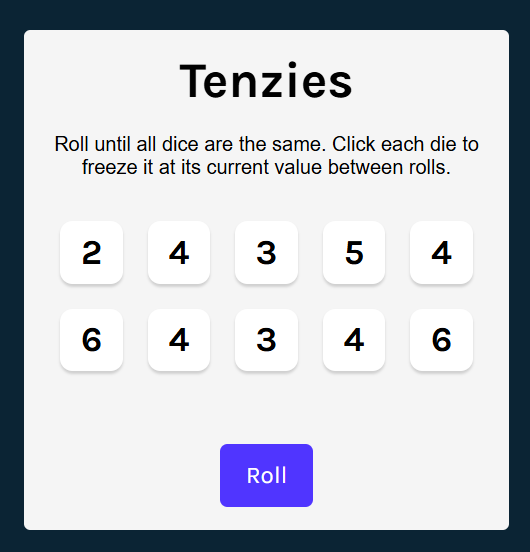 Tenzies
Roll until all dice are the same. Click each die to
freeze it at its current value between rolls.
2 4 3 5 4
6 4 3 4 6
Roll